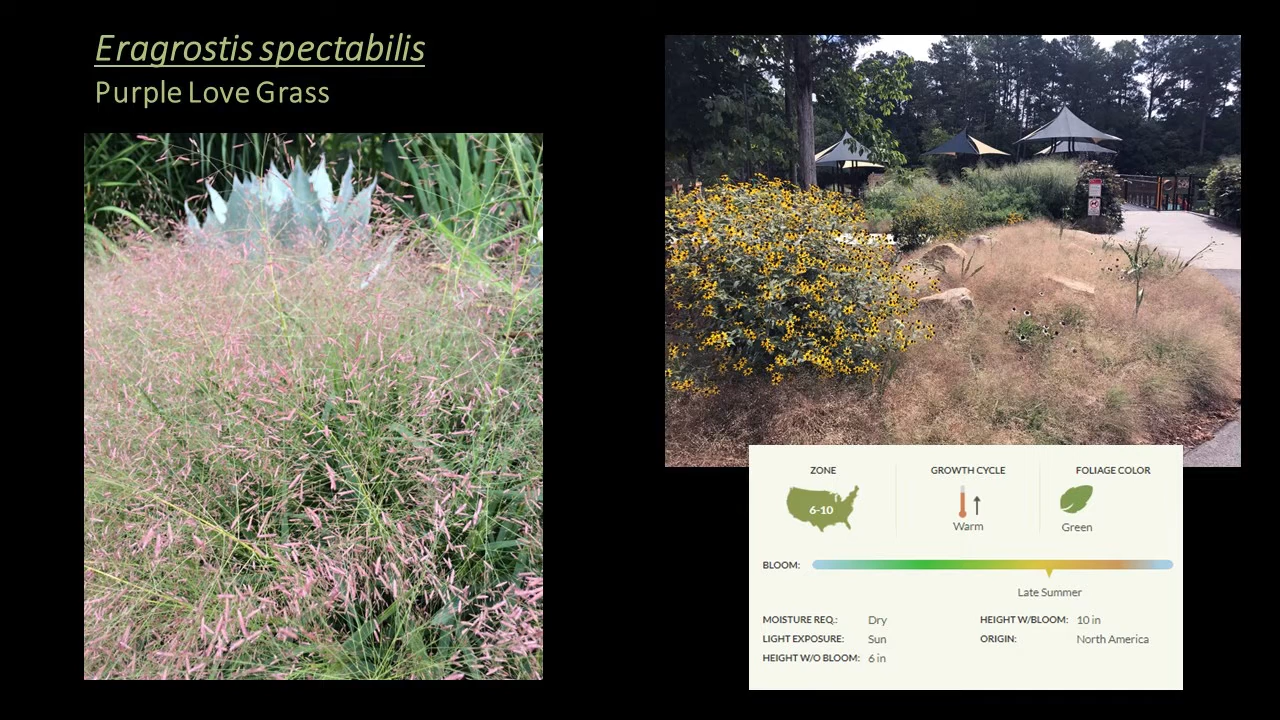 Eragrostis spectabilis
Purple Love Grass
ZONE
6-10
GROWTH CYCLE
Warm
FOLIAGE COLOR
Green
BLOOM:
Late Summer
MOISTURE REQ.: Dry
LIGHT EXPOSURE: Sun
HEIGHT W/O BLOOM: 6 in
HEIGHT W/BLOOM: 10 in
ORIGIN: North America